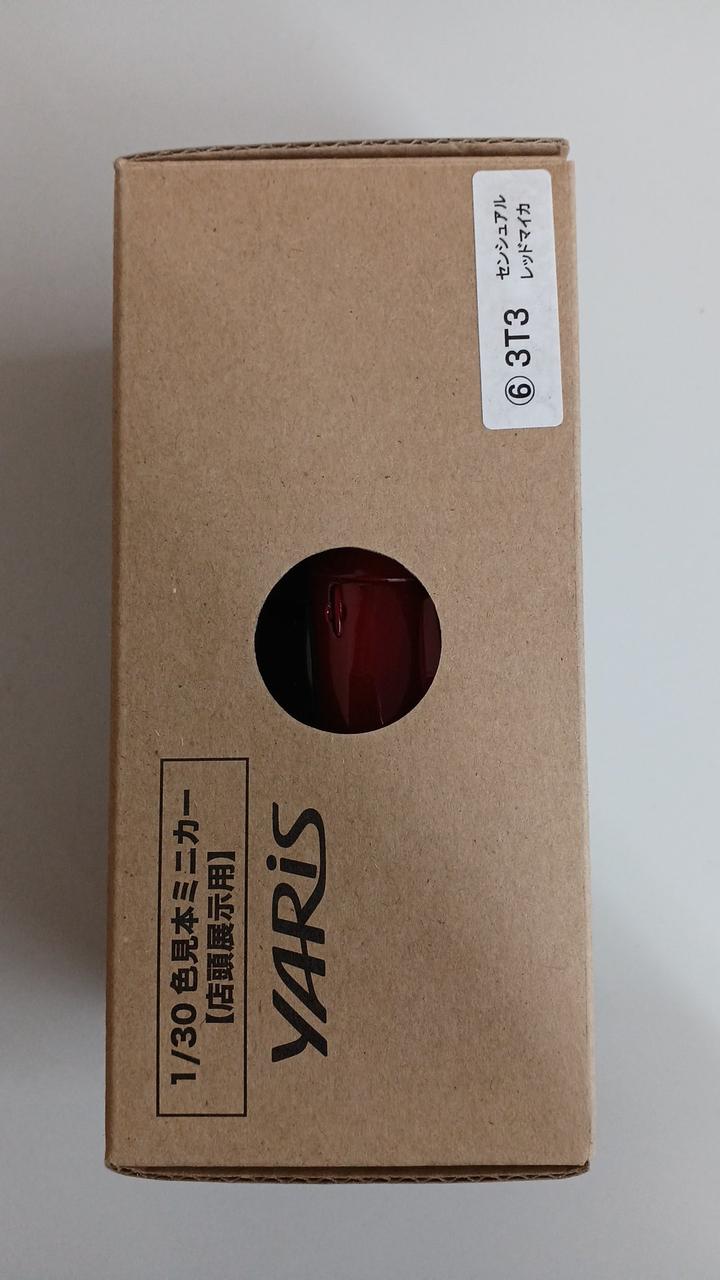 1/30 色見本ミニカー
【店頭展示用】
YARiS
⑥ 3T3
センシュアル
レッドマイカ